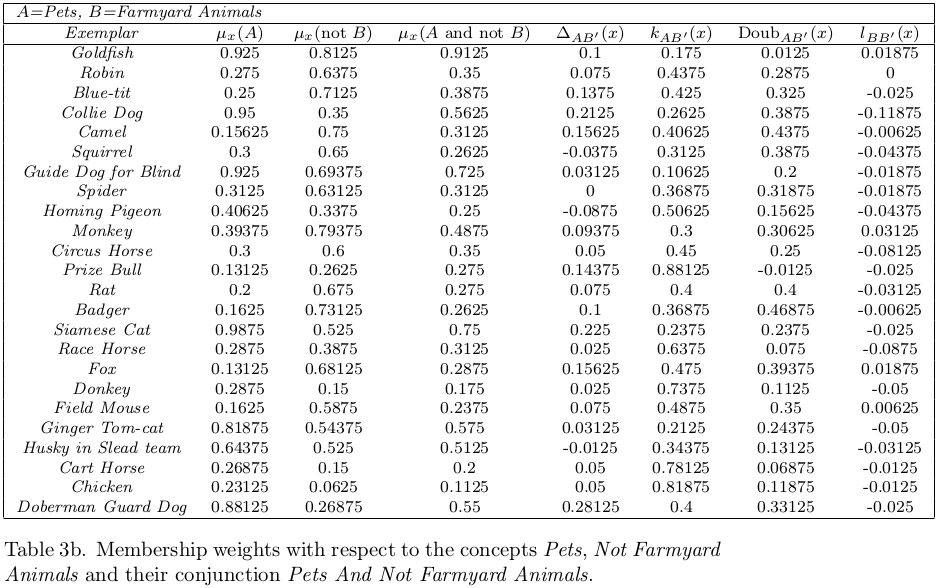 A=Pets, B=Farmyard Animals
Exemplar μx(A) μx(not B) μx(A and not B) ΔAB′(x) kAB′(x) DoubAB′(x) lBB′(x)
Goldfish 0.925 0.8125 0.9125 0.1 0.175 0.0125 0.01875
Robin 0.275 0.6375 0.35 0.075 0.4375 0.2875 0
Blue-tit 0.25 0.7125 0.3875 0.1375 0.425 0.325 -0.025
Collie Dog 0.95 0.35 0.5625 0.2125 0.2625 0.3875 -0.11875
Camel 0.15625 0.75 0.3125 0.15625 0.40625 0.4375 -0.00625
Squirrel 0.3 0.65 0.2625 -0.0375 0.3125 0.3875 -0.04375
Guide Dog for Blind 0.925 0.69375 0.725 0.03125 0.10625 0.2 -0.01875
Spider 0.3125 0.63125 0.3125 0 0.36875 0.31875 -0.01875
Homing Pigeon 0.40625 0.3375 0.25 -0.0875 0.50625 0.15625 -0.04375
Monkey 0.39375 0.79375 0.4875 0.09375 0.3 0.30625 0.03125
Circus Horse 0.3 0.6 0.35 0.05 0.45 0.25 -0.08125
Prize Bull 0.13125 0.2625 0.275 0.14375 0.88125 -0.0125 -0.025
Rat 0.2 0.675 0.275 0.075 0.4 0.4 -0.03125
Badger 0.1625 0.73125 0.2625 0.1 0.36875 0.46875 -0.00625
Siamese Cat 0.9875 0.525 0.75 0.225 0.2375 0.2375 -0.025
Race Horse 0.2875 0.3875 0.3125 0.025 0.6375 0.075 -0.0875
Fox 0.13125 0.68125 0.2875 0.15625 0.475 0.39375 0.01875
Donkey 0.2875 0.15 0.175 0.025 0.7375 0.1125 -0.05
Field Mouse 0.1625 0.5875 0.2375 0.075 0.4875 0.35 0.00625
Ginger Tom-cat 0.81875 0.54375 0.575 0.03125 0.2125 0.24375 -0.05
Husky in Slead team 0.64375 0.525 0.5125 -0.0125 0.34375 0.13125 -0.03125
Cart Horse 0.26875 0.15 0.2 0.05 0.78125 0.06875 -0.0125
Chicken 0.23125 0.0625 0.1125 0.05 0.81875 0.11875 -0.0125
Doberman Guard Dog 0.88125 0.26875 0.55 0.28125 0.4 0.33125 -0.025
Table 3b. Membership weights with respect to the concepts Pets, Not Farmyard
Animals and their conjunction Pets And Not Farmyard Animals.